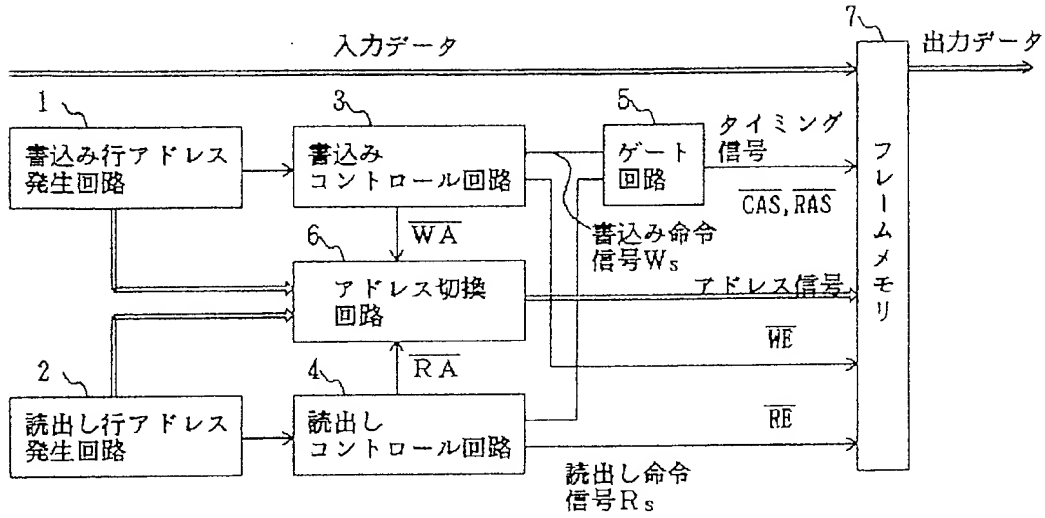 入力データ
7
出力データ
1
書込み行アドレス
発生回路
3
書込み
コントロール回路
5
ゲート
回路
タイミング
信号
CAS,RAS
フレームメモリ
WA
書込み命令
信号Ws
6
アドレス切換
回路
アドレス信号
WE
RA
2
読出し行アドレス
発生回路
4
読出し
コントロール回路
RE
読出し命令
信号Rs